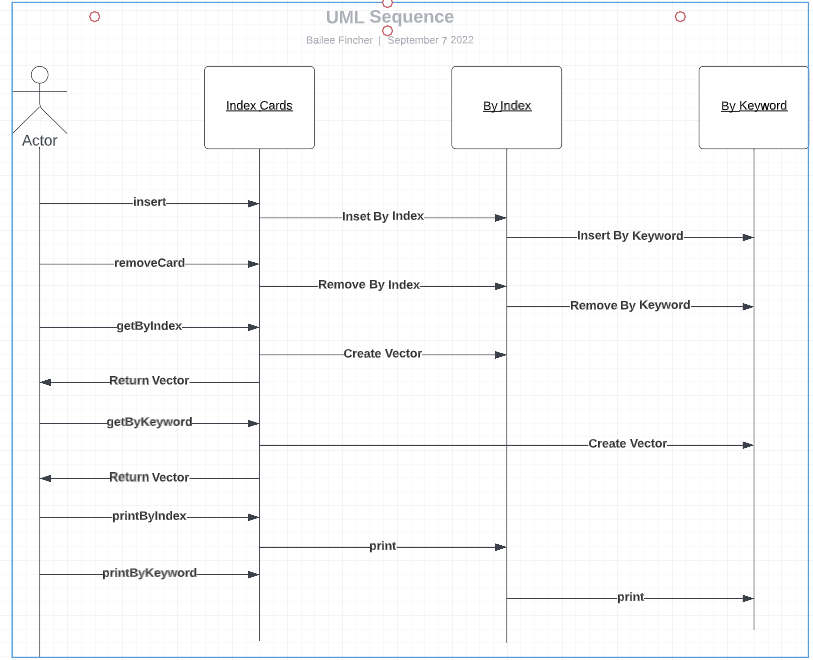 UML Sequence
Bailee Fincher | September 7 2022
Actor
Index Cards
By Index
By Keyword
insert
Inset By Index
Insert By Keyword
removeCard
Remove By Index
Remove By Keyword
getByIndex
Create Vector
Return Vector
getByKeyword
Create Vector
Return Vector
printByIndex
print
printByKeyword
print